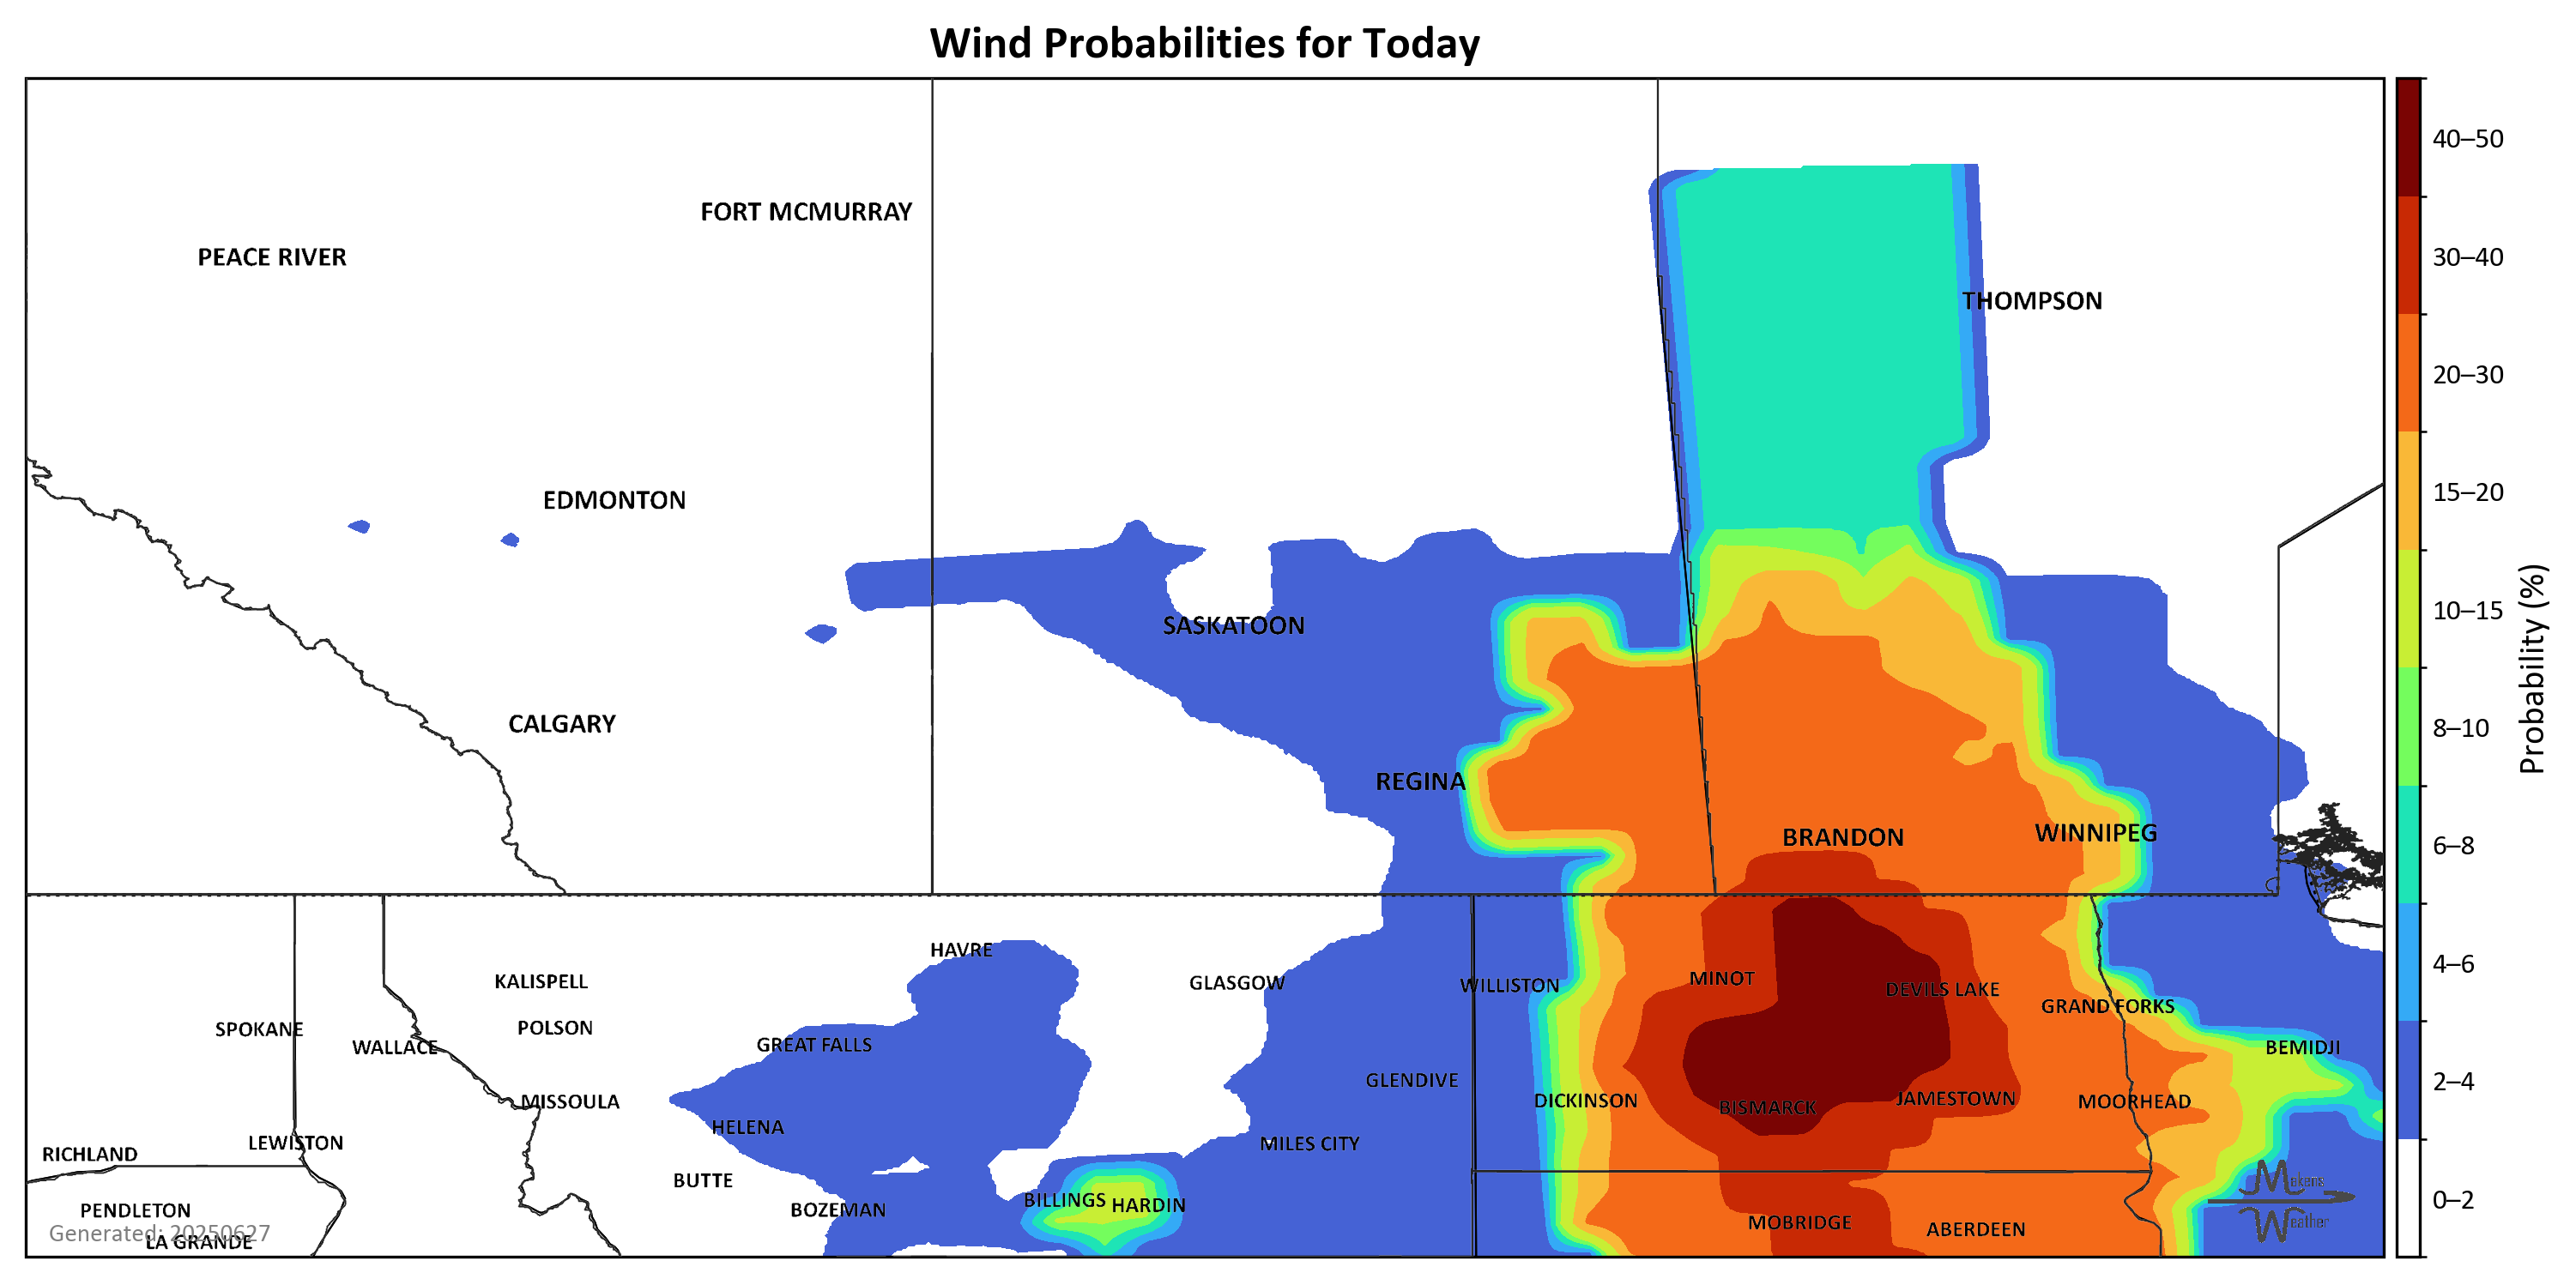 Wind Probabilities for Today
FORT MCMURRAY
PEACE RIVER
THOMPSON
EDMONTON
SASKATOON
CALGARY
REGINA
BRANDON
WINNIPEG
HAVRE
KALISPELL
GLASGOW
WILLISTON
MINOT
DEVILS LAKE
GRAND FORKS
SPOKANE
POLSON
WALLACE
GREAT FALLS
BEMIDJI
GLENDIVE
MISSOULA
DICKINSON
BISMARCK
JAMESTOWN
MOORHEAD
HELENA
LEWISTON
MILES CITY
RICHLAND
BUTTE
BILLINGS
HARDIN
PENDLETON
BOZEMAN
MOBRIDGE
ABERDEEN
Generated: 20250627
LA GRANDE
Mokens
Weather
40–50
30–40
20–30
15–20
10–15
8–10
6–8
4–6
2–4
0–2
Probability (%)